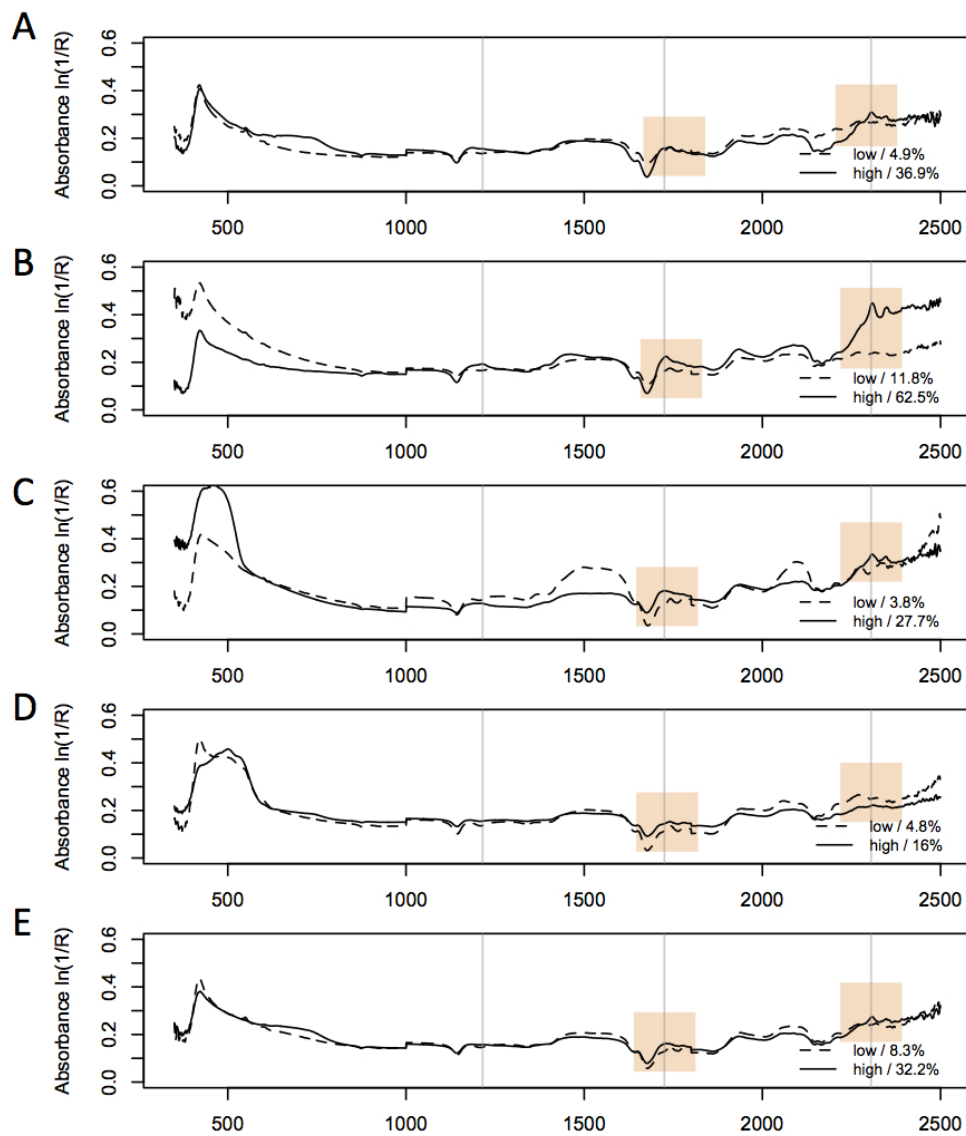 A
Absorbance ln(1/R)
0.6
0.4
0.2
0.0
low / 4.9%
high / 36.9%
500 1000 1500 2000 2500
B
Absorbance ln(1/R)
0.6
0.4
0.2
0.0
low / 11.8%
high / 62.5%
500 1000 1500 2000 2500
C
Absorbance ln(1/R)
0.6
0.4
0.2
0.0
low / 3.8%
high / 27.7%
500 1000 1500 2000 2500
D
Absorbance ln(1/R)
0.6
0.4
0.2
0.0
low / 4.8%
high / 16%
500 1000 1500 2000 2500
E
Absorbance ln(1/R)
0.6
0.4
0.2
0.0
low / 8.3%
high / 32.2%
500 1000 1500 2000 2500